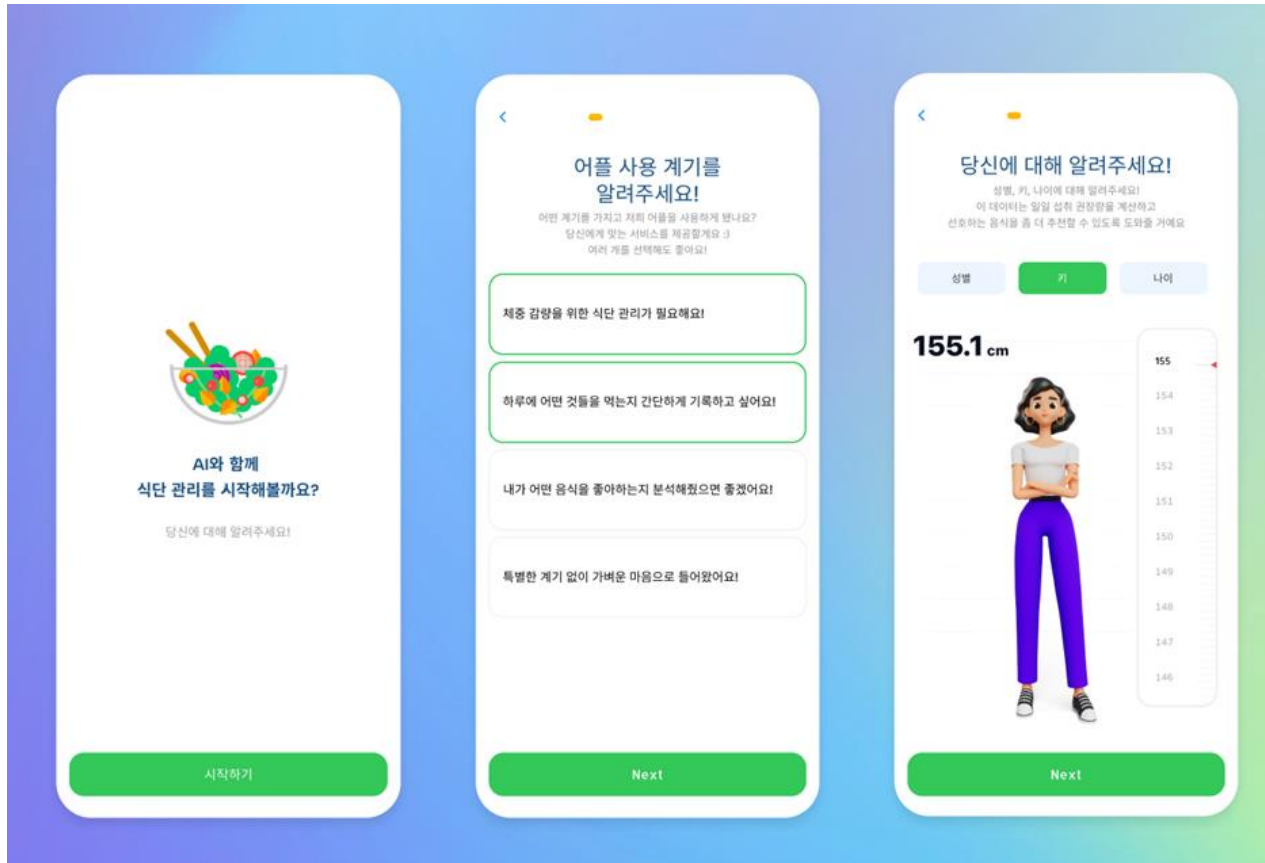 AI와 함께
식단 관리를 시작해볼까요?
당신에 대해 알려주세요!
시작하기
어플 사용 계기를
알려주세요!
어떤 계기를 가지고 저희 어플을 사용하게 됐나요?
당신에게 맞는 서비스를 제공할게요 :)
여러 개를 선택해도 좋아요!
체중 감량을 위한 식단 관리가 필요해요!
하루에 어떤 것들을 먹는지 간단하게 기록하고 싶어요!
내가 어떤 음식을 좋아하는지 분석해줬으면 좋겠어요!
특별한 계기 없이 가벼운 마음으로 들어왔어요!
Next
당신에 대해 알려주세요!
성별, 키, 나이에 대해 알려주세요!
이 데이터는 일일 섭취 권장량을 계산하고
선호하는 음식을 좀 더 추천할 수 있도록 도와줄 거예요
성별
키
나이
155.1 cm
155
154
153
152
151
150
149
148
147
146
Next